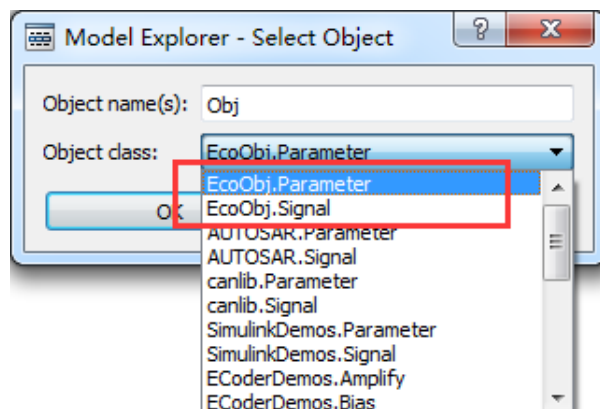 Model Explorer - Select Object
Object name(s): Obj
Object class: EcoObj.Parameter
EcoObj.Parameter
OK EcoObj.Signal
AUTOSAR.Parameter
AUTOSAR.Signal
canlib.Parameter
canlib.Signal
SimulinkDemos.Parameter
SimulinkDemos.Signal
ECoderDemos.Amplify
ECoderDemos.Bias